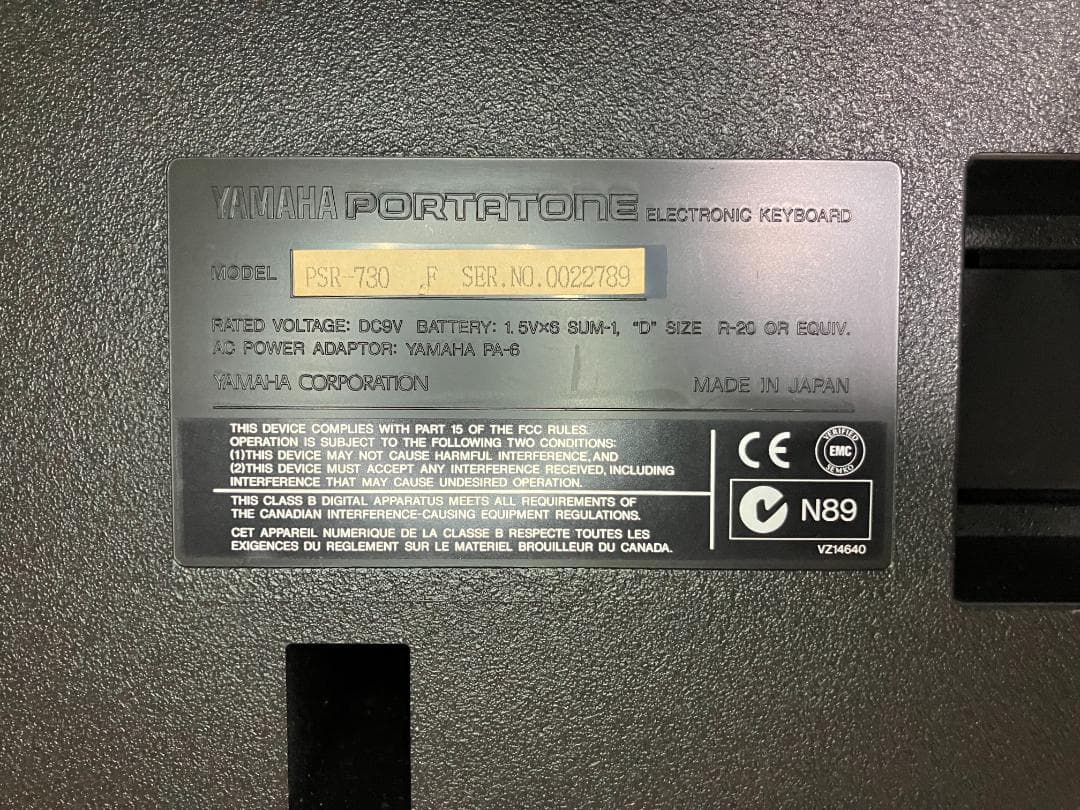 YAMAHA PORTATONE ELECTRONIC KEYBOARD
MODEL PSR-730 F SER.NO.0022789
RATED VOLTAGE: DC9V BATTERY: 1.5V×6 SUM-1, "D" SIZE R-20 OR EQUIV.
AC POWER ADAPTOR: YAMAHA PA-6
YAMAHA CORPORATION MADE IN JAPAN
THIS DEVICE COMPLIES WITH PART 15 OF THE FCC RULES.
OPERATION IS SUBJECT TO THE FOLLOWING TWO CONDITIONS:
(1)THIS DEVICE MAY NOT CAUSE HARMFUL INTERFERENCE, AND
(2)THIS DEVICE MUST ACCEPT ANY INTERFERENCE RECEIVED, INCLUDING
INTERFERENCE THAT MAY CAUSE UNDESIRED OPERATION.
THIS CLASS B DIGITAL APPARATUS MEETS ALL REQUIREMENTS OF
THE CANADIAN INTERFERENCE-CAUSING EQUIPMENT REGULATIONS.
CET APPAREIL NUMERIQUE DE LA CLASSE B RESPECTE TOUTES LES
EXIGENCES DU REGLEMENT SUR LE MATERIEL BROUILLEUR DU CANADA.
CE
VERIFIED
EMC
SEMKO
N89
VZ14640